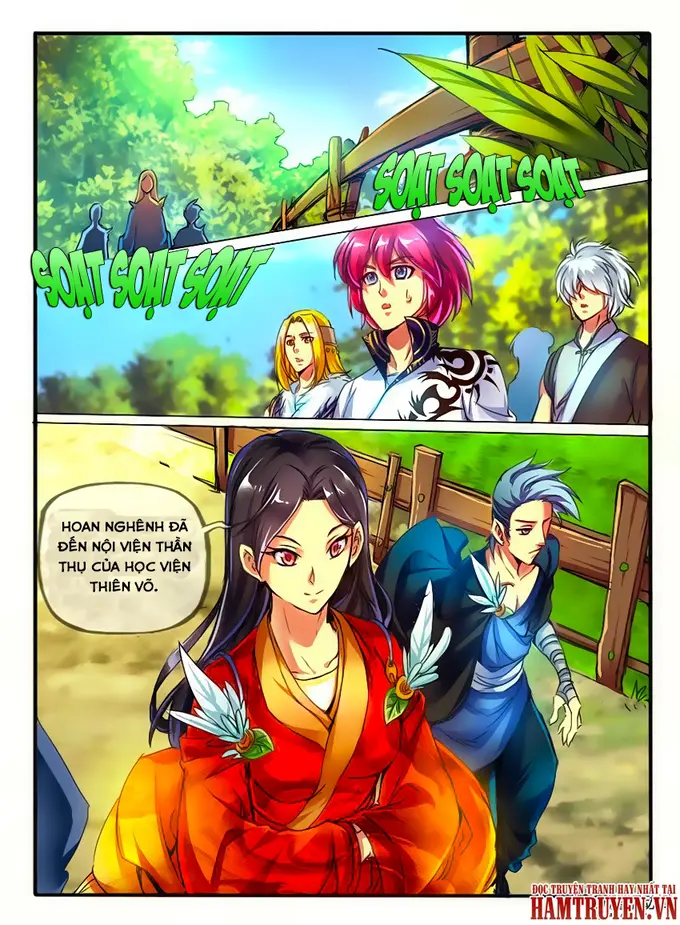 SOẠT SOẠT SOẠT
SOẠT SOẠT SOẠT
HOAN NGHÊNH ĐÃ
ĐẾN NỘI VIỆN THẦN
THỤ CỦA HỌC VIỆN
THIÊN VÕ.
ĐỌC TRUYỆN TRANH HAY NHẤT TẠI
HAMTRUYEN.VN